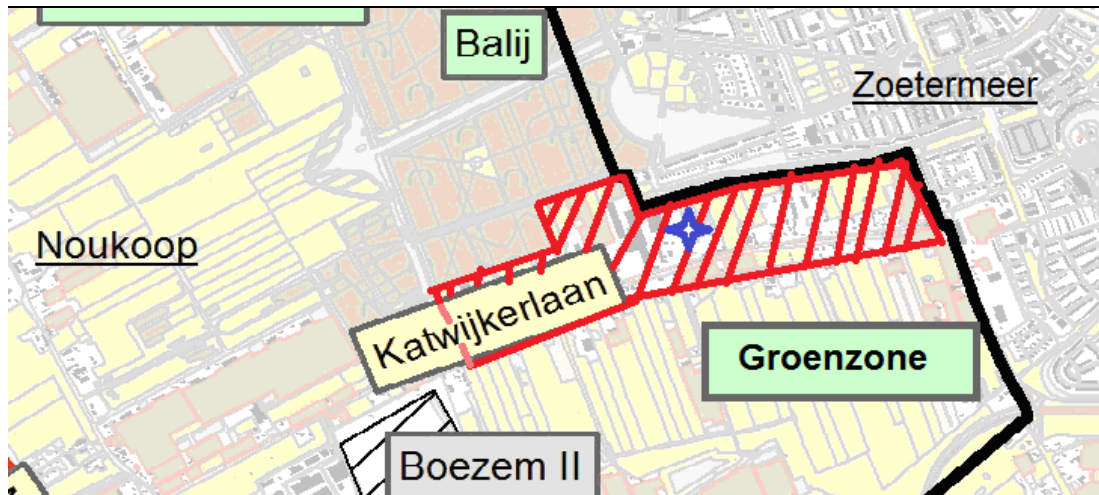 Balij
Zoetermeer
Noukoop
Katwijkerlaan
Groenzone
Boezem II